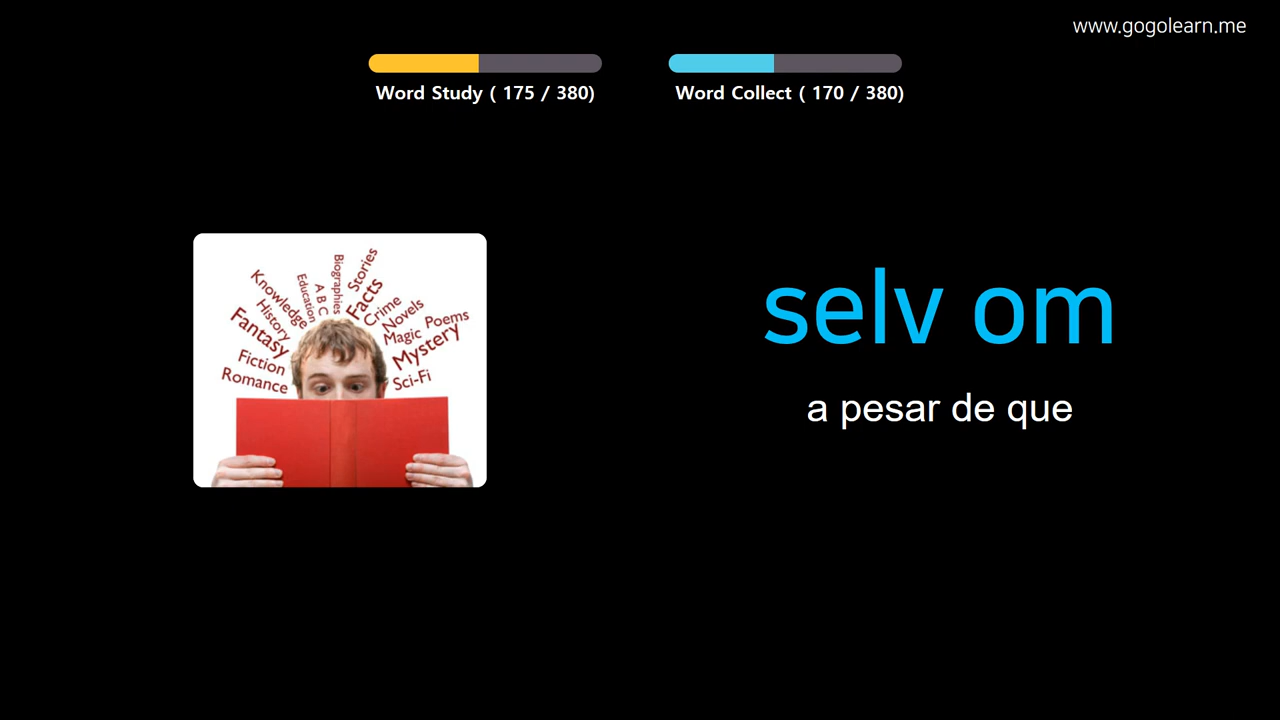 www.gogolearn.me
Word Study ( 175 / 380)
Word Collect ( 170 / 380)
Knowledge
History
Fantasy
Fiction
Romance
Education
A B C
Biographies
Stories
Facts
Crime
Novels
Magic
Poems
Mystery
Sci-Fi
selv om
a pesar de que